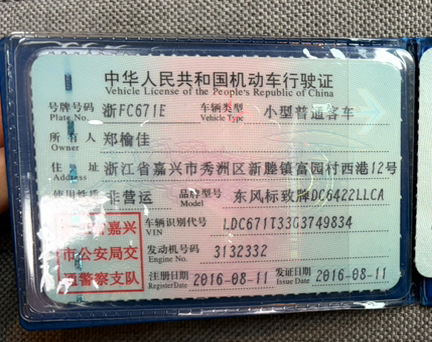 中华人民共和国机动车行驶证
Vehicle License of the People's Republic of China
号牌号码 浙FC671E 车辆类型 小型普通客车
Plate No. Vehicle Type
所有人 郑榆佳
Owner
住址 浙江省嘉兴市秀洲区新塍镇富园村西港12号
Address
使用性质 非营运 品牌型号 东风标致牌DC6422LLCA
Model
嘉兴
市公安局交
通警察支队
车辆识别代号 LDC671T33G3749834
VIN
发动机号码 3132332
Engine No.
注册日期 2016-08-11 发证日期 2016-08-11
Register Date Issue Date